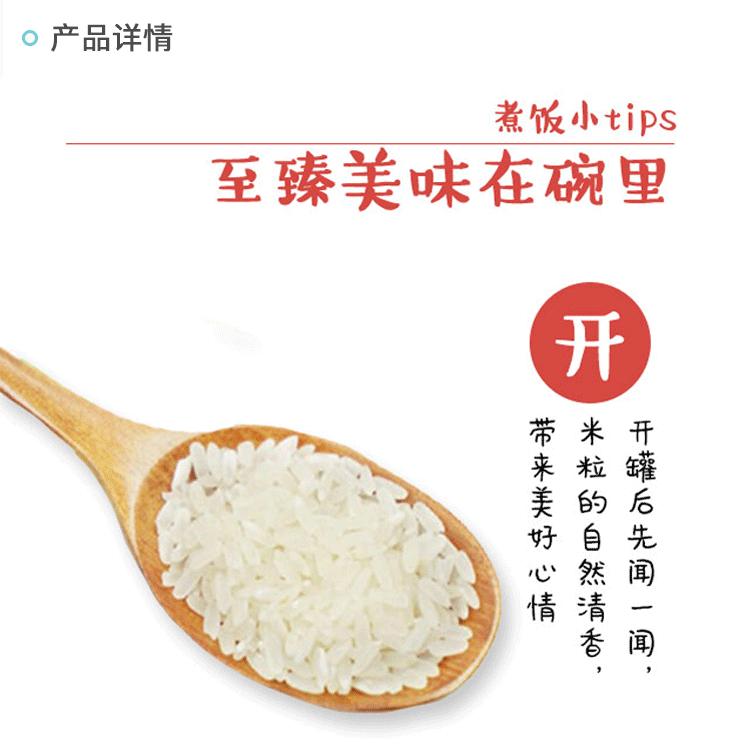 产品详情
煮饭小tips
至臻美味在碗里
开
开罐后先闻一闻，
米粒的自然清香，
带来美好心情